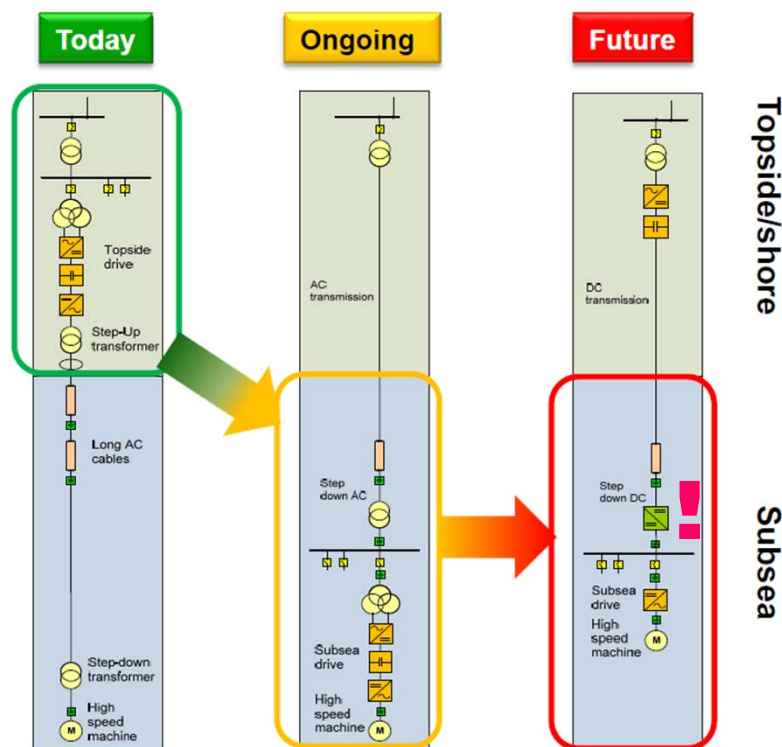 Today
Ongoing
Future
Topside/shore
Topside
drive
Step-Up
transformer
Long AC
cables
Step-down
transformer
High
speed
machine
M
AC
transmission
Step
down AC
Subsea
drive
High
speed
machine
M
DC
transmission
Step
down DC
!
Subsea
drive
High
speed
machine
M
Subsea